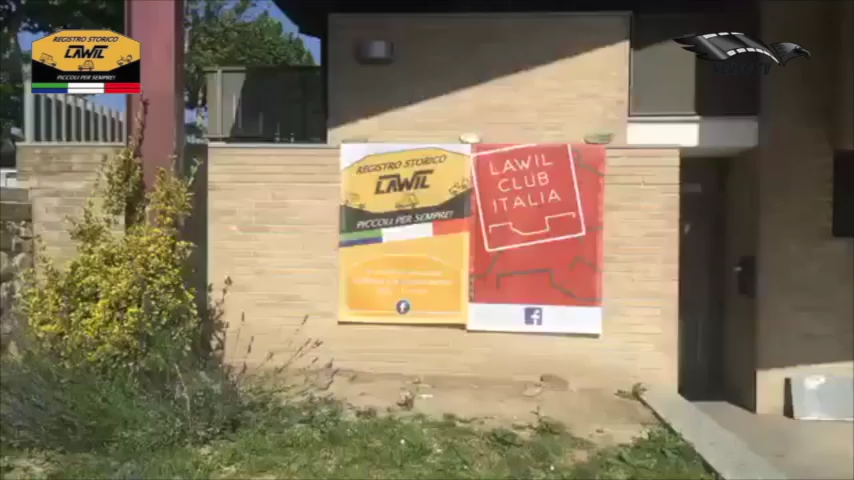 REGISTRO STORICO
LAWIL
PICCOLI PER SEMPRE!
REGISTRO STORICO
LAWIL
PICCOLI PER SEMPRE!
LAWIL
CLUB
ITALIA
f
f